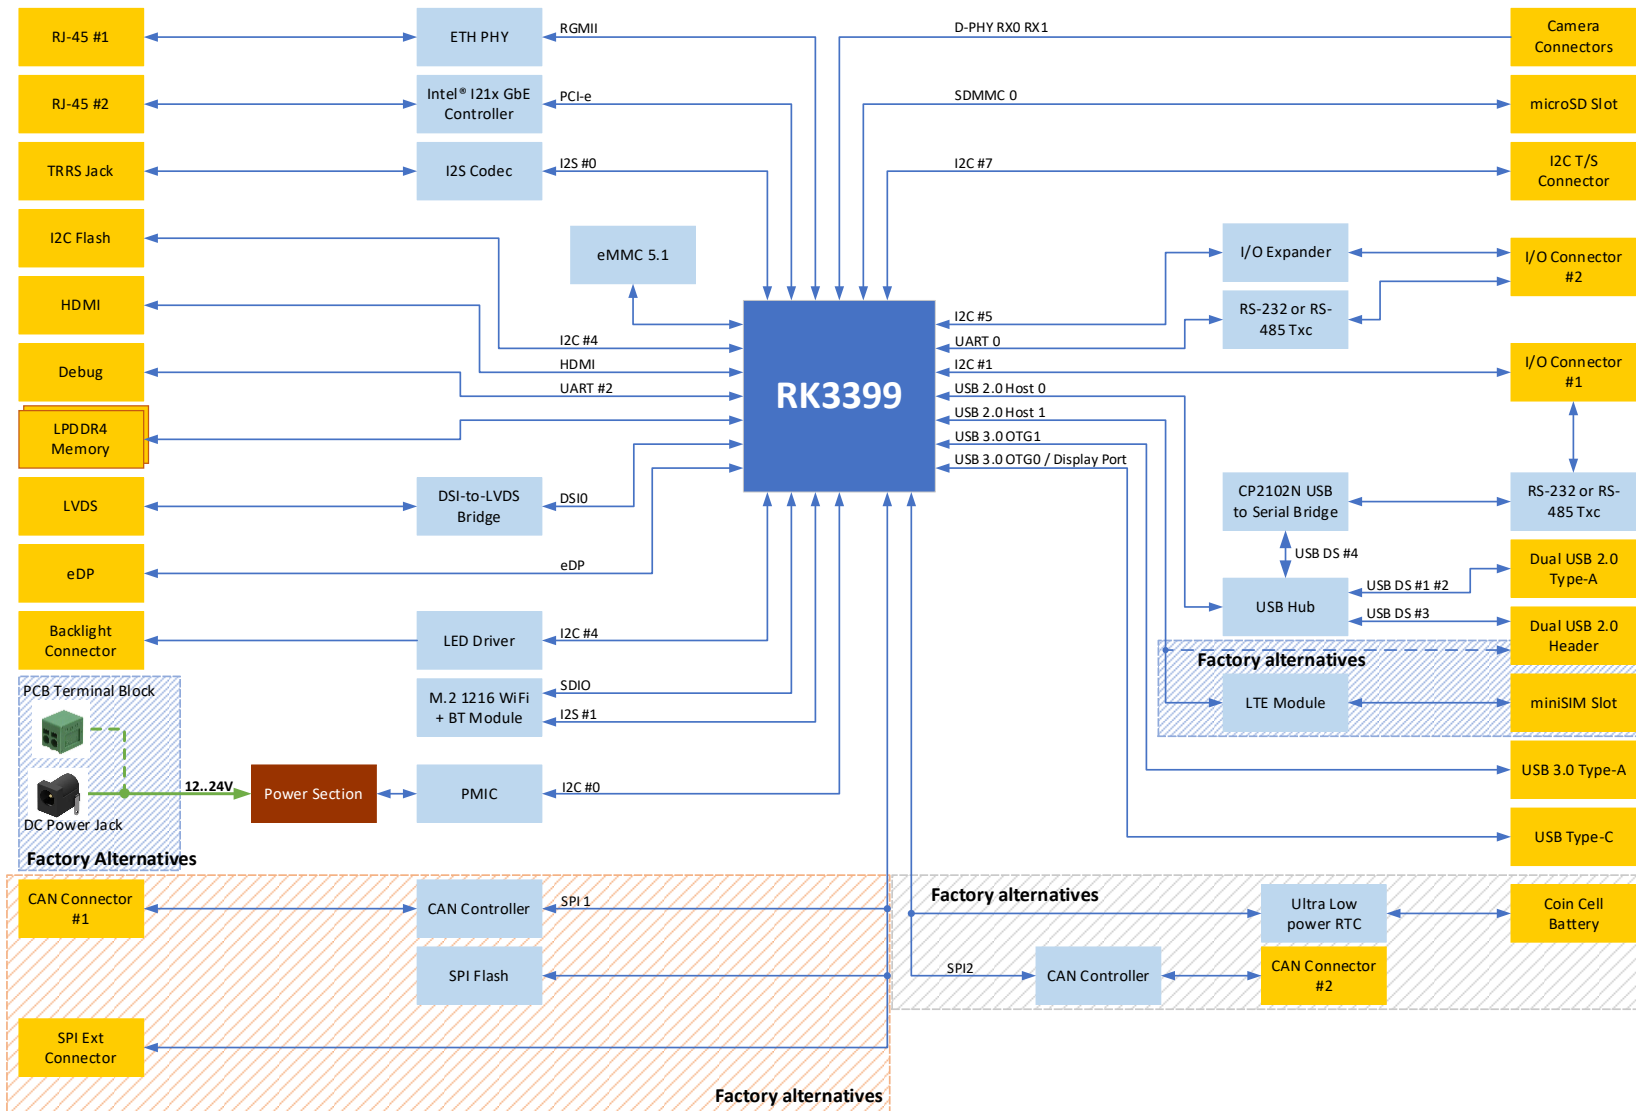 RJ-45 #1
ETH PHY
RGMII
D-PHY RX0 RX1
Camera
Connectors
RJ-45 #2
Intel® I21x GbE
Controller
PCI-e
SDMMC 0
microSD Slot
TRRS Jack
I2S Codec
I2S #0
I2C #7
I2C T/S
Connector
I2C Flash
eMMC 5.1
I/O Expander
I/O Connector
#2
HDMI
RS-232 or RS-
485 Txc
I2C #4
HDMI
UART #2
RK3399
I2C #5
UART 0
I2C #1
USB 2.0 Host 0
USB 2.0 Host 1
USB 3.0 OTG1
USB 3.0 OTG0 / Display Port
I/O Connector
#1
Debug
LPDDR4
Memory
LVDS
DSI-to-LVDS
Bridge
DSI0
CP2102N USB
to Serial Bridge
RS-232 or RS-
485 Txc
USB DS #4
eDP
eDP
USB Hub
USB DS #1 #2
USB DS #3
Dual USB 2.0
Type-A
Backlight
Connector
LED Driver
I2C #4
Dual USB 2.0
Header
Factory alternatives
PCB Terminal Block
M.2 1216 WiFi
+ BT Module
SDIO
I2S #1
LTE Module
miniSIM Slot
DC Power Jack
12..24V
Power Section
PMIC
I2C #0
USB 3.0 Type-A
USB Type-C
Factory Alternatives
CAN Connector
#1
CAN Controller
SPI 1
Factory alternatives
Ultra Low
power RTC
Coin Cell
Battery
SPI Flash
SPI2
CAN Controller
CAN Connector
#2
SPI Ext
Connector
Factory alternatives